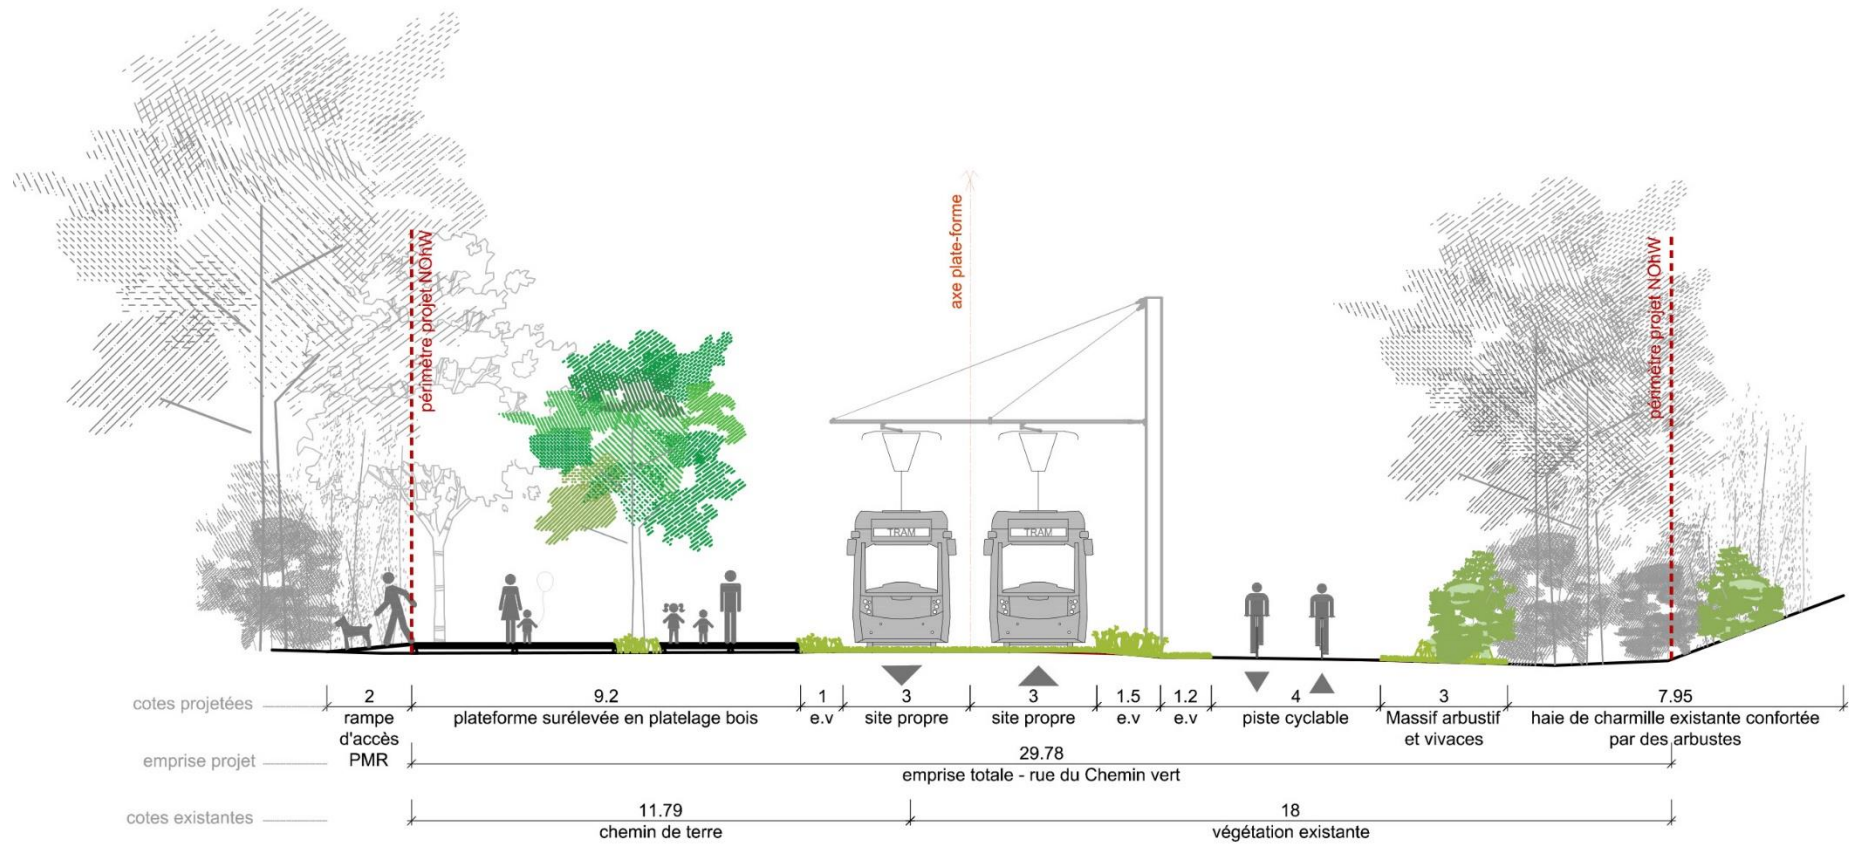 périmètre projet NOhW
axe plate-forme
périmètre projet NOhW
TRAM
TRAM
cotes projetées
2
9.2
1
3
3
1.5
1.2
4
3
7.95
rampe
d'accès
PMR
plateforme surélevée en platelage bois
e.v
site propre
site propre
e.v
e.v
piste cyclable
Massif arbustif
et vivaces
haie de charmille existante confortée
par des arbustes
emprise projet
29.78
emprise totale - rue du Chemin vert
cotes existantes
11.79
18
chemin de terre
végétation existante